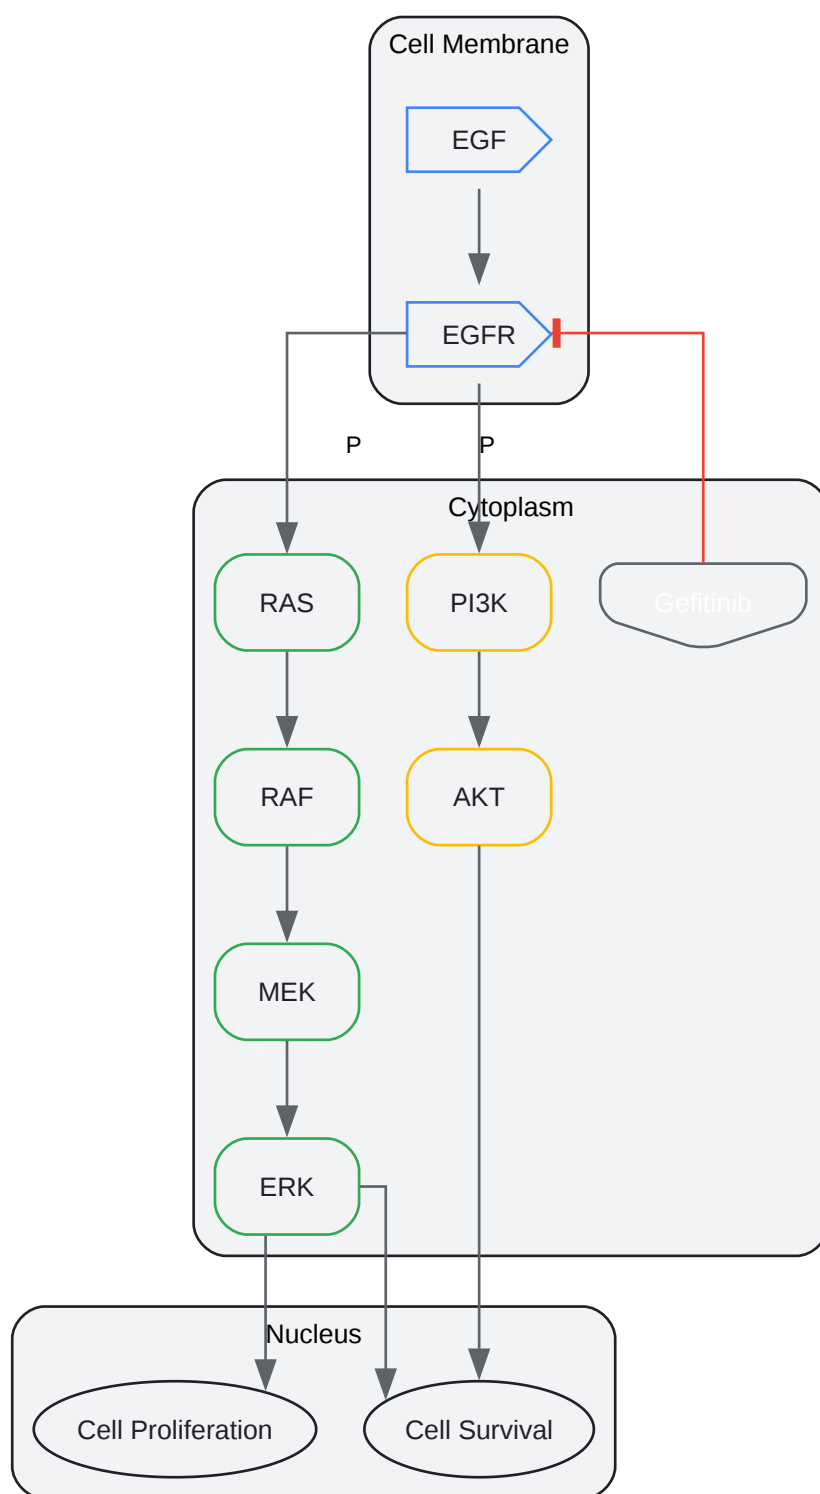 Cell Membrane
EGF
EGFR
P
P
Cytoplasm
RAS
PI3K
Gefitinib
RAF
AKT
MEK
ERK
Nucleus
Cell Proliferation
Cell Survival